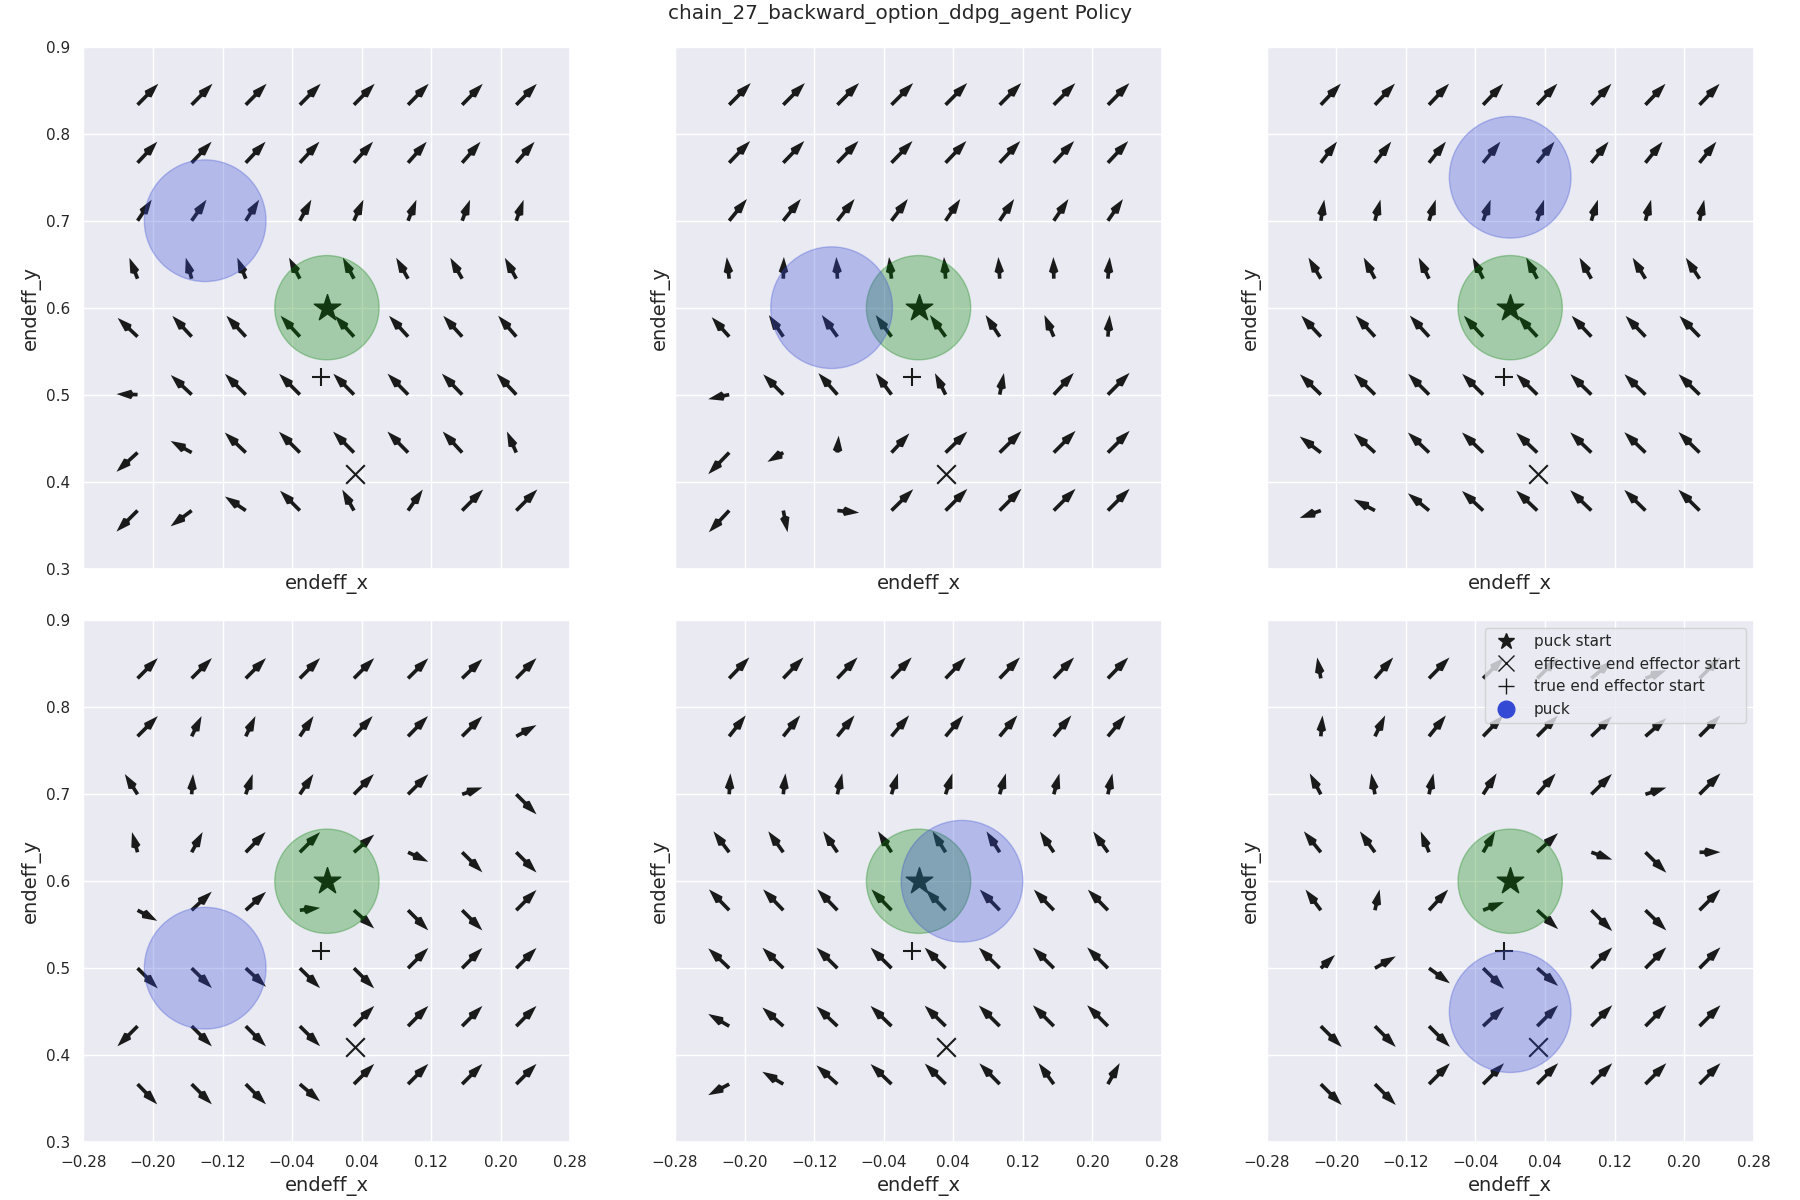 chain_27_backward_option_ddpg_agent Policy
0.9
0.8
0.7
0.6
0.5
0.4
0.3
endeff_y
endeff_x
endeff_y
endeff_x
endeff_y
endeff_x
0.9
0.8
0.7
0.6
0.5
0.4
0.3
endeff_y
−0.28 −0.20 −0.12 −0.04 0.04 0.12 0.20 0.28
endeff_x
endeff_y
−0.28 −0.20 −0.12 −0.04 0.04 0.12 0.20 0.28
endeff_x
puck start
effective end effector start
true end effector start
puck
endeff_y
−0.28 −0.20 −0.12 −0.04 0.04 0.12 0.20 0.28
endeff_x